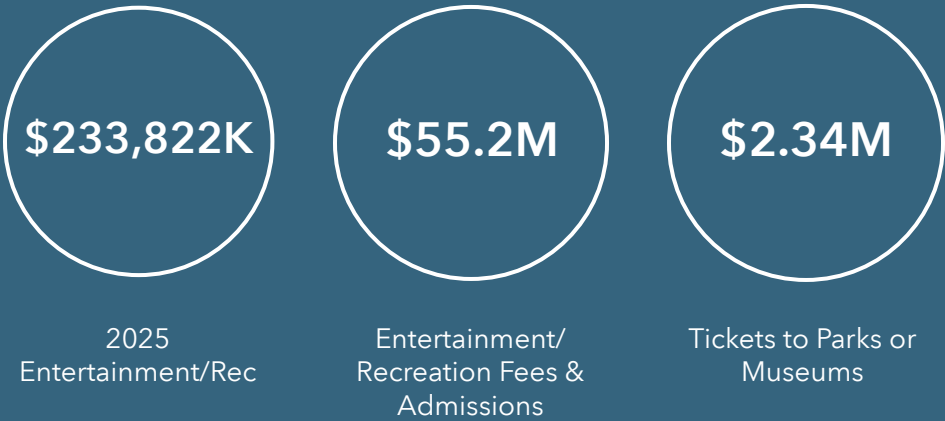 $233,822K
2025
Entertainment/Rec
$55.2M
Entertainment/
Recreation Fees &
Admissions
$2.34M
Tickets to Parks or
Museums